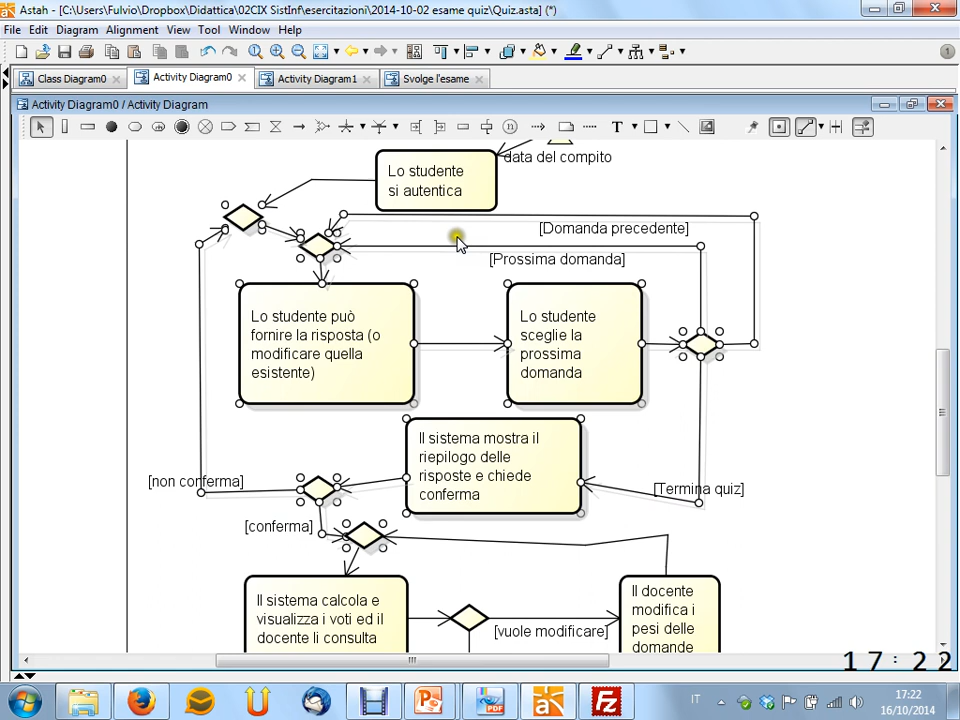 Astah - [C:\Users\Fulvio\Dropbox\Didattica\02CIX SistInf\esercitazioni\2014-10-02 esame quiz\Quiz.asta] (*)
File Edit Diagram Alignment View Tool Window Help
1
Class Diagram0
Activity Diagram0
Activity Diagram1
Svolge l'esame
Activity Diagram0 / Activity Diagram
T
data del compito
Lo studente
si autentica
[Domanda precedente]
[Prossima domanda]
Lo studente può
fornire la risposta (o
modificare quella
esistente)
Lo studente
sceglie la
prossima
domanda
Il sistema mostra il
riepilogo delle
risposte e chiede
conferma
[non conferma]
[Termina quiz]
[conferma]
Il sistema calcola e
visualizza i voti ed il
docente li consulta
[vuole modificare]
Il docente
modifica i
pesi delle
domande
17:22
IT
17:22
16/10/2014